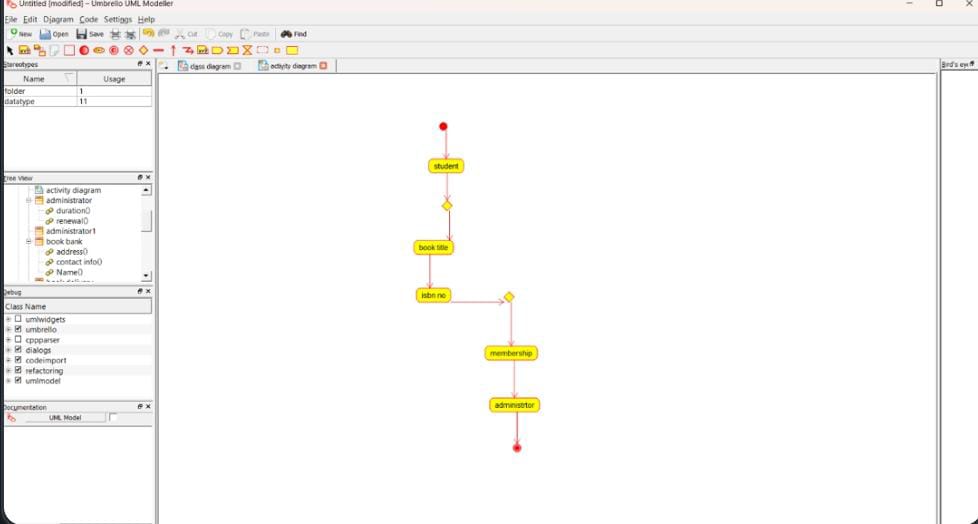 Untitled [modified] – Umbrello UML Modeller
File Edit Diagram Code Settings Help
New Open Save Cut Copy Paste Find
Stereotypes
class diagram activity diagram
Bird's eye
Name Usage
folder 1
datatype 11
student
Tree View
activity diagram
administrator
duration()
renewal()
administrator1
book bank
address()
contact info()
Name()
book title
isbn no
Debug
Class Name
umlwidgets
umbrello
cppparser
dialogs
codeimport
refactoring
umlmodel
membership
administrtor
Documentation
UML Model